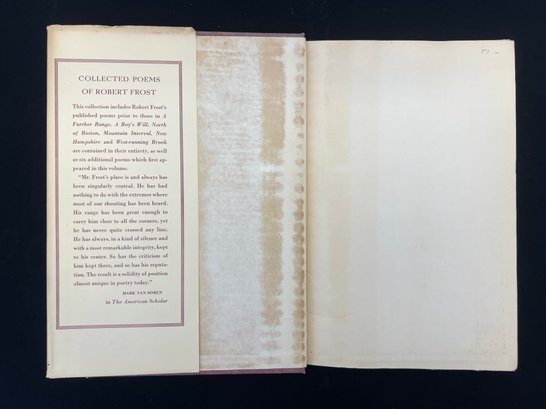 COLLECTED POEMS
OF ROBERT FROST
This collection includes Robert Frost's
published poems prior to those in A
Further Range. A Boy's Will, North
of Boston, Mountain Interval, New
Hampshire and West-running Brook
are contained in their entirety, as well
as six additional poems which first ap-
peared in this volume.
"Mr. Frost's place is and always has
been singularly central. He has had
nothing to do with the extremes where
most of our shouting has been heard.
His range has been great enough to
carry him close to all the corners, yet
he has never quite crossed any line.
He has always, in a kind of silence and
with a most remarkable integrity, kept
to his center. So has the criticism of
him kept there, and so has his reputa-
tion. The result is a solidity of position
almost unique in poetry today."
MARK VAN DOREN
in The American Scholar